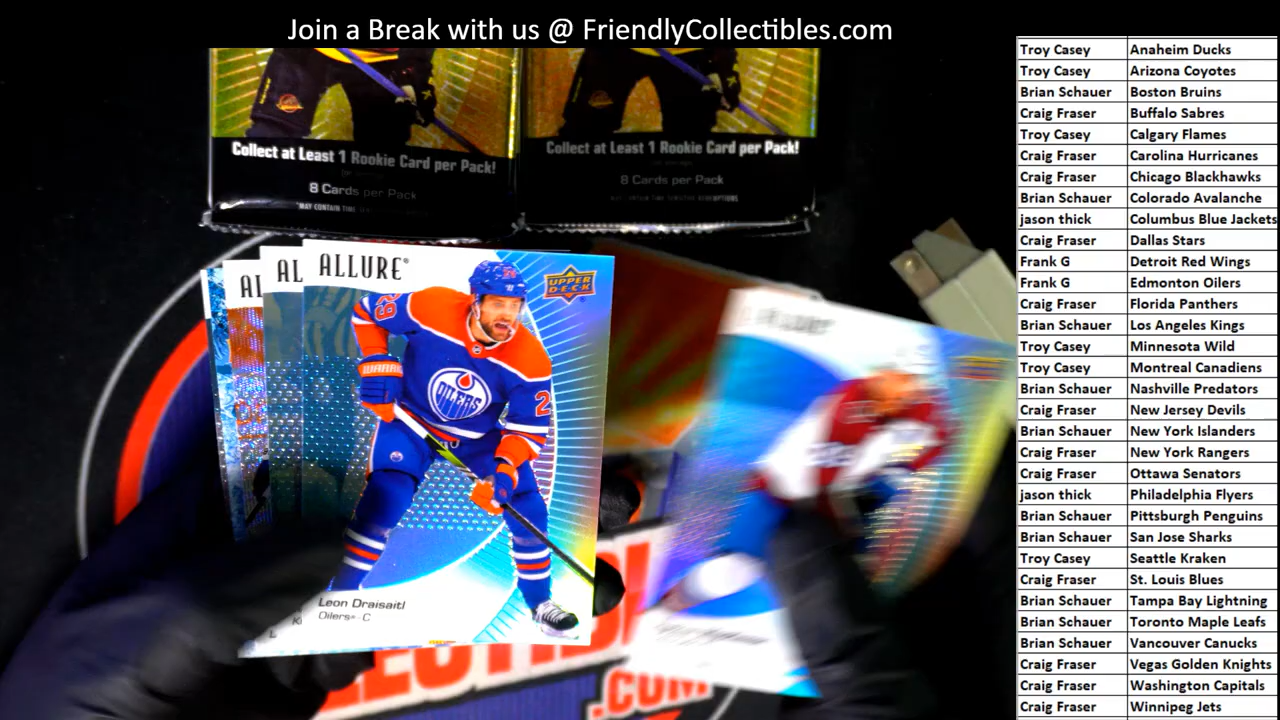 Join a Break with us @ FriendlyCollectibles.com
Collect at Least 1 Rookie Card per Pack!
8 Cards per Pack
Collect at Least 1 Rookie Card per Pack!
8 Cards per Pack
AL
AL
ALLURE
UPPER DECK
29
WARRIOR
OILERS
2
Leon Draisaitl
Oilers - C
K
L
.COM
Troy Casey Anaheim Ducks
Troy Casey Arizona Coyotes
Brian Schauer Boston Bruins
Craig Fraser Buffalo Sabres
Troy Casey Calgary Flames
Craig Fraser Carolina Hurricanes
Craig Fraser Chicago Blackhawks
Brian Schauer Colorado Avalanche
jason thick Columbus Blue Jackets
Craig Fraser Dallas Stars
Frank G Detroit Red Wings
Frank G Edmonton Oilers
Craig Fraser Florida Panthers
Brian Schauer Los Angeles Kings
Troy Casey Minnesota Wild
Troy Casey Montreal Canadiens
Brian Schauer Nashville Predators
Craig Fraser New Jersey Devils
Brian Schauer New York Islanders
Craig Fraser New York Rangers
Craig Fraser Ottawa Senators
jason thick Philadelphia Flyers
Brian Schauer Pittsburgh Penguins
Brian Schauer San Jose Sharks
Troy Casey Seattle Kraken
Craig Fraser St. Louis Blues
Brian Schauer Tampa Bay Lightning
Brian Schauer Toronto Maple Leafs
Brian Schauer Vancouver Canucks
Craig Fraser Vegas Golden Knights
Craig Fraser Washington Capitals
Craig Fraser Winnipeg Jets